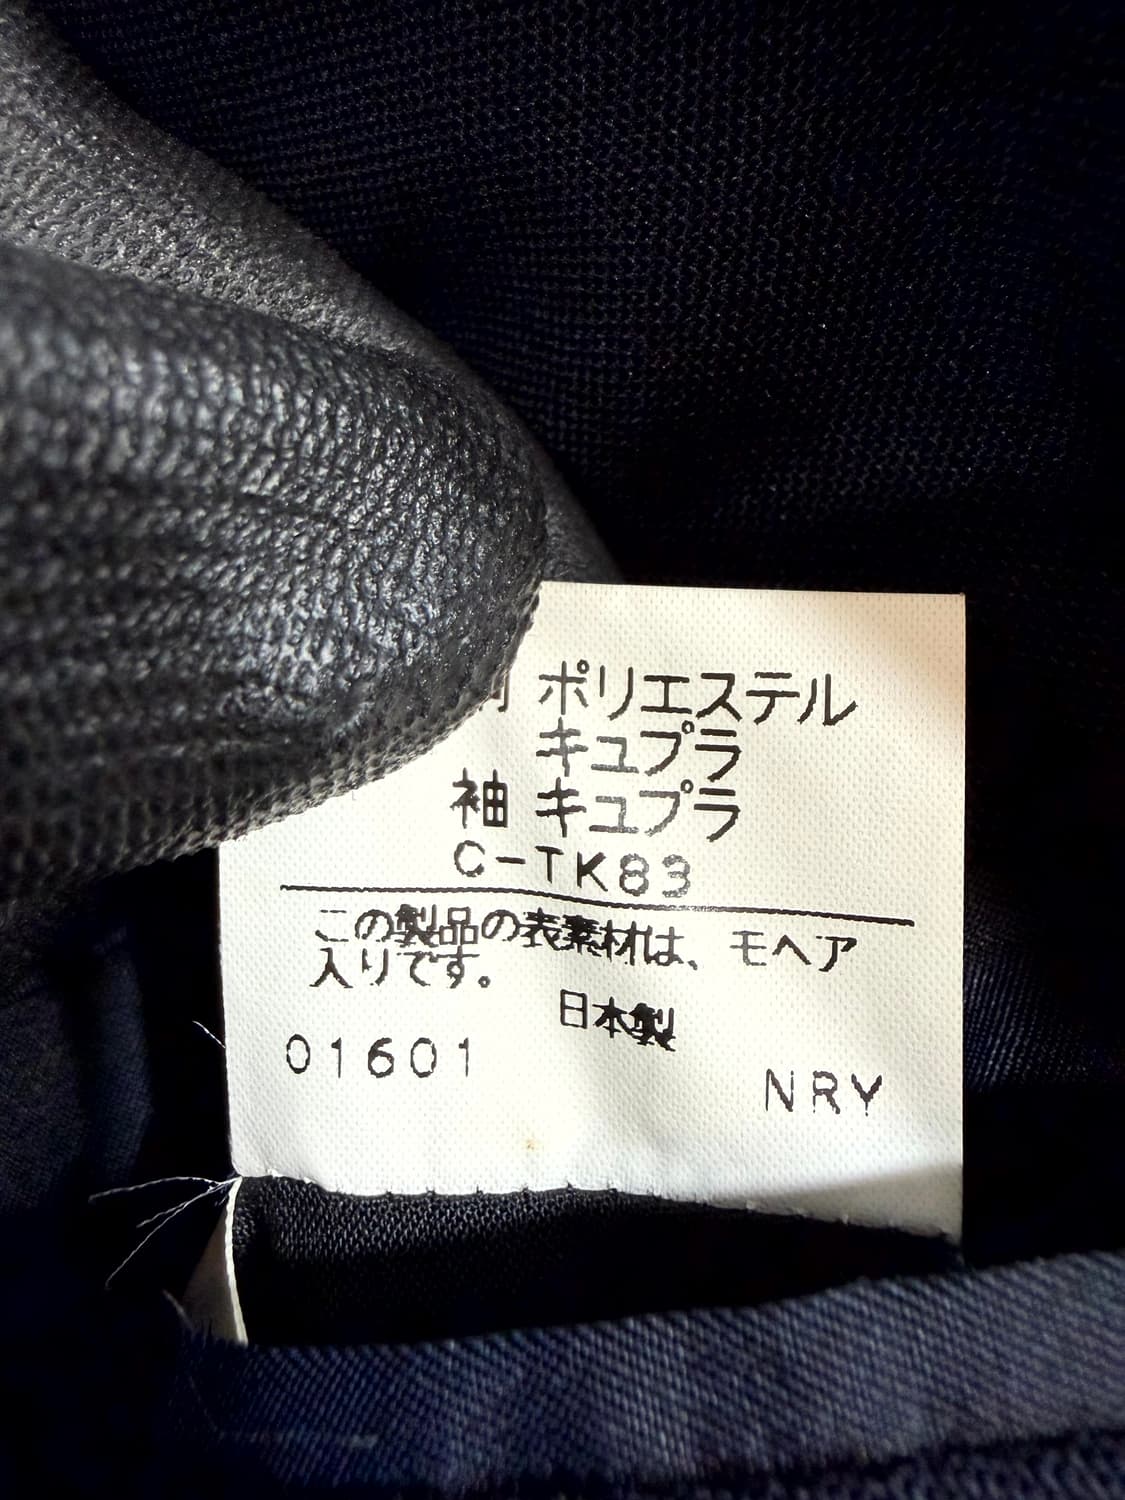 ポリエステル
キュプラ
袖 キュプラ
C-TK83
この製品の表素材は、モヘア
入りです。
日本製
01601
NRY